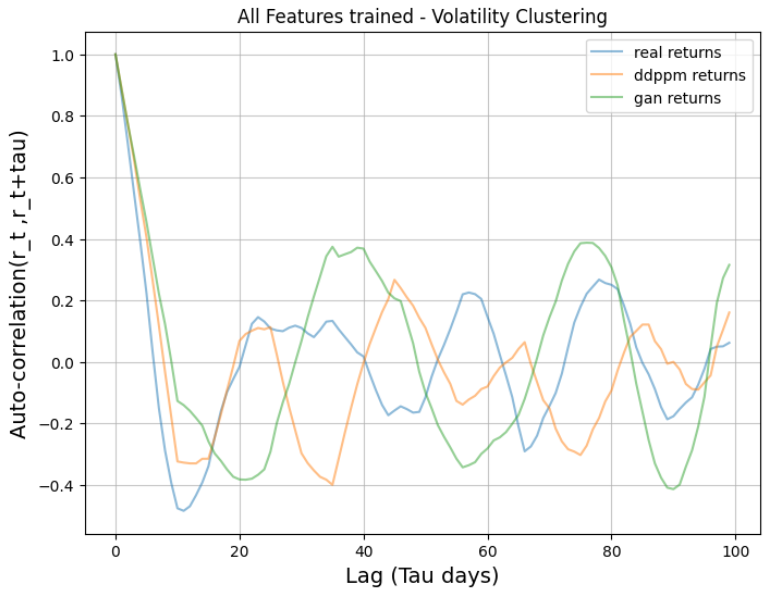 All Features trained - Volatility Clustering
real returns
ddppm returns
gan returns
Auto-correlation(r_t ,r_t+tau)
1.0
0.8
0.6
0.4
0.2
0.0
−0.2
−0.4
0 20 40 60 80 100
Lag (Tau days)